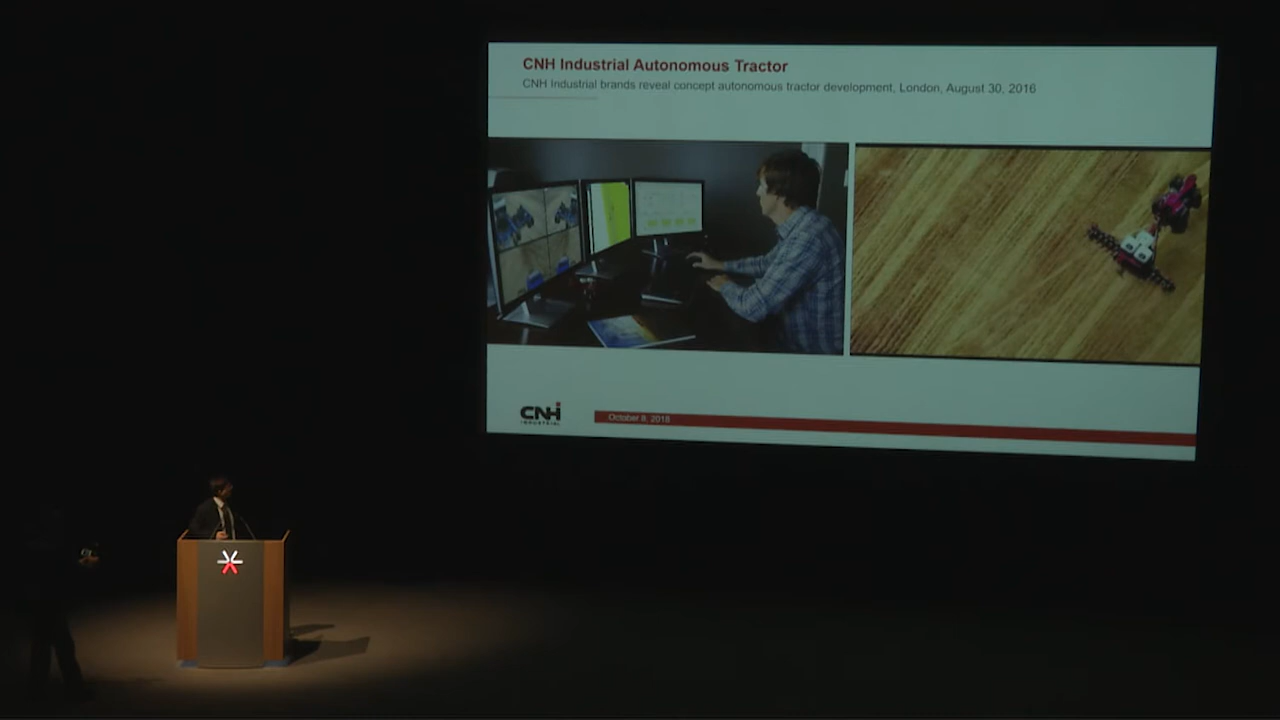 CNH Industrial Autonomous Tractor
CNH Industrial brands reveal concept autonomous tractor development, London, August 30, 2016
CNH
INDUSTRIAL
October 9, 2018